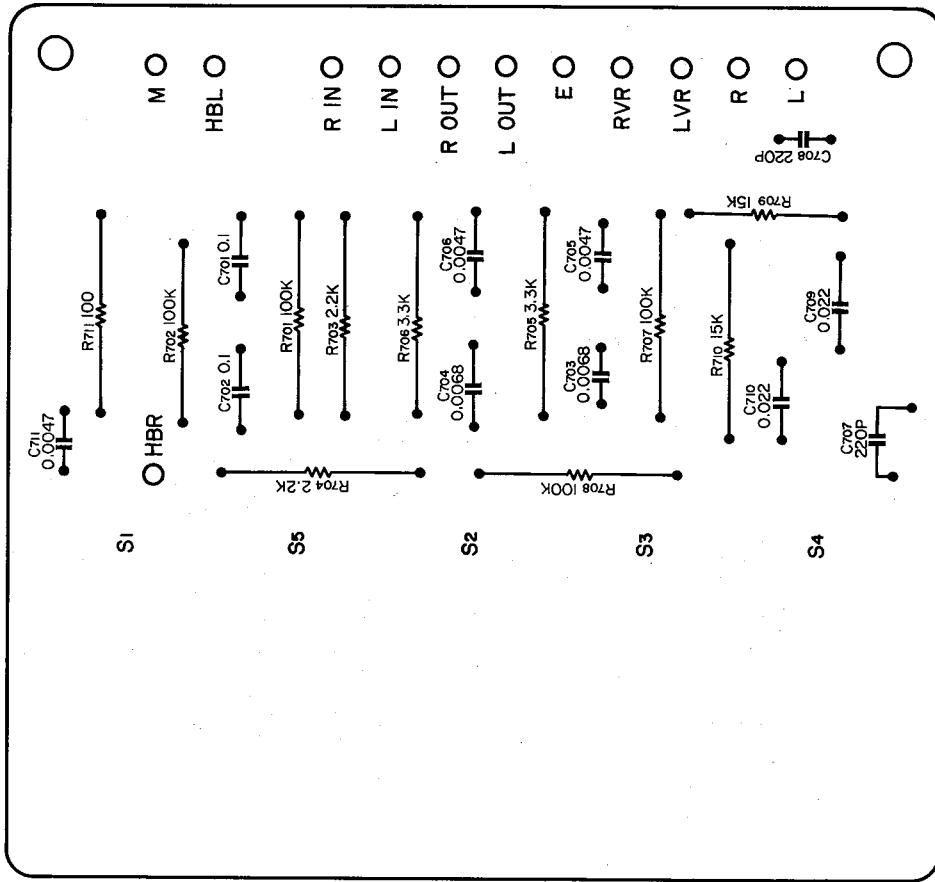 M
HBL
R IN
L IN
R OUT
L OUT
E
RVR
LVR
R
L
C708 220P
R709 15K
R711 100
R702 100K
C701 0.1
C702 0.1
R701 100K
R703 2.2K
R706 3.3K
C706
0.0047
C704
0.0068
R705 3.3K
C705
0.0047
C703
0.0068
R707 100K
R710 15K
C709
0.022
C710
0.022
C711
0.0047
HBR
R704 2.2K
R708 100K
C707
220P
S1
S5
S2
S3
S4